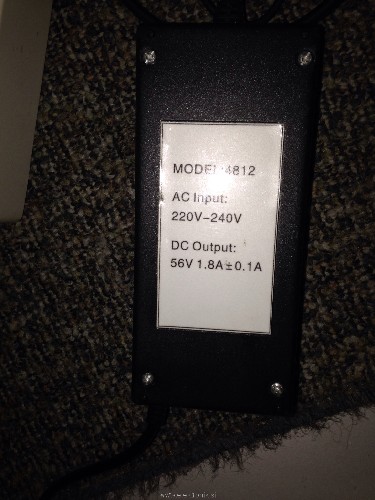 MODEL:4812
AC Input:
220V-240V
DC Output:
56V 1.8A±0.1A